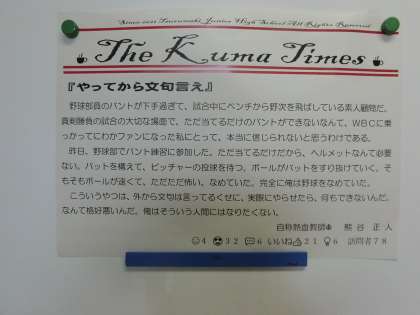 Since 2021 Tsurumaki Junior High School All Rights Reserved
The Kuma Times
『やってから文句言え』
野球部員のバントが下手過ぎて、試合中にベンチから野次を飛ばしている素人顧問だ。
真剣勝負の試合の大切な場面で、ただ当てるだけのバントができないなんて、WBCに乗
っかってにわかファンになった私にとって、本当に信じられないと思うわけである。
昨日、野球部でバント練習に参加した。ただ当てるだけだから、ヘルメットなんて必要
ない。バットを構えて、ピッチャーの投球を待つ。ボールがバットをすり抜けていく、そ
もそもボールが速くて、ただただ怖い。なめていた。完全に俺は野球をなめていた。
こういうやつは、外から文句は言ってるくせに、実際にやらせたら、何もできないんだ。
なんて格好悪いんだ。俺はそういう人間にはなりたくない。
自称熱血教師 熊谷 正人
4 32 6 いいね 21 6 訪問者78